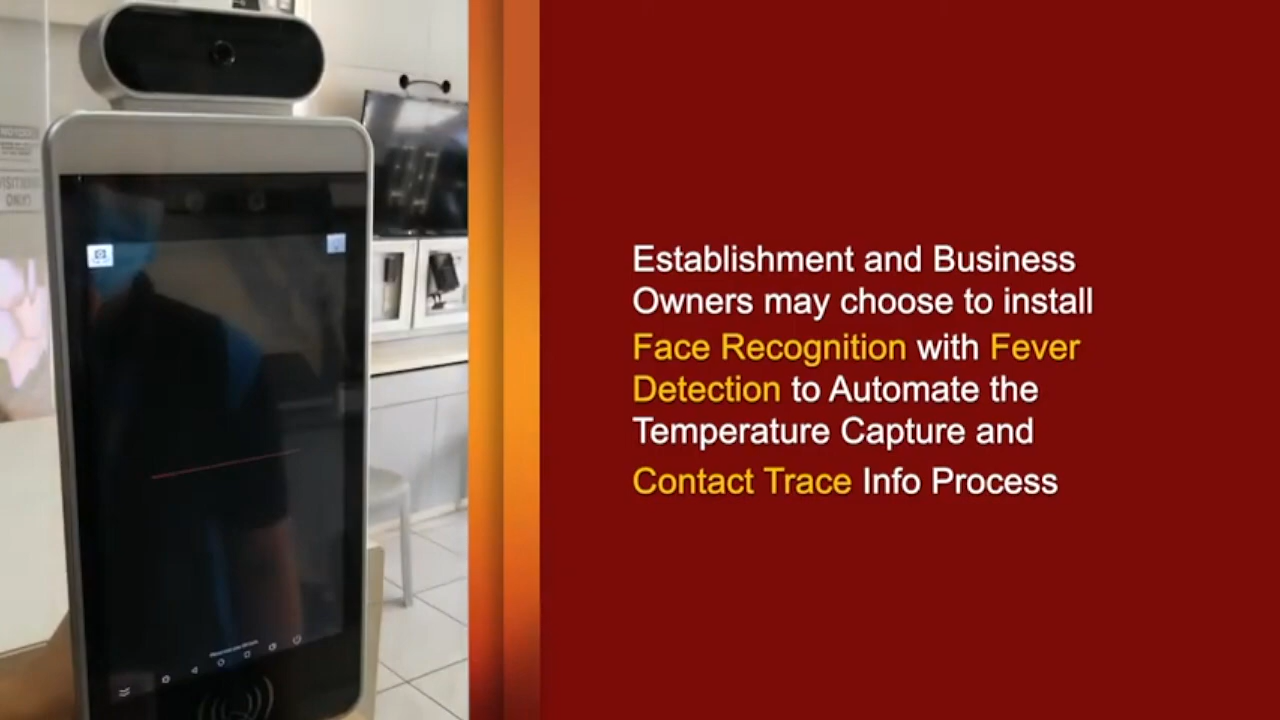 Establishment and Business
Owners may choose to install
Face Recognition with Fever
Detection to Automate the
Temperature Capture and
Contact Trace Info Process